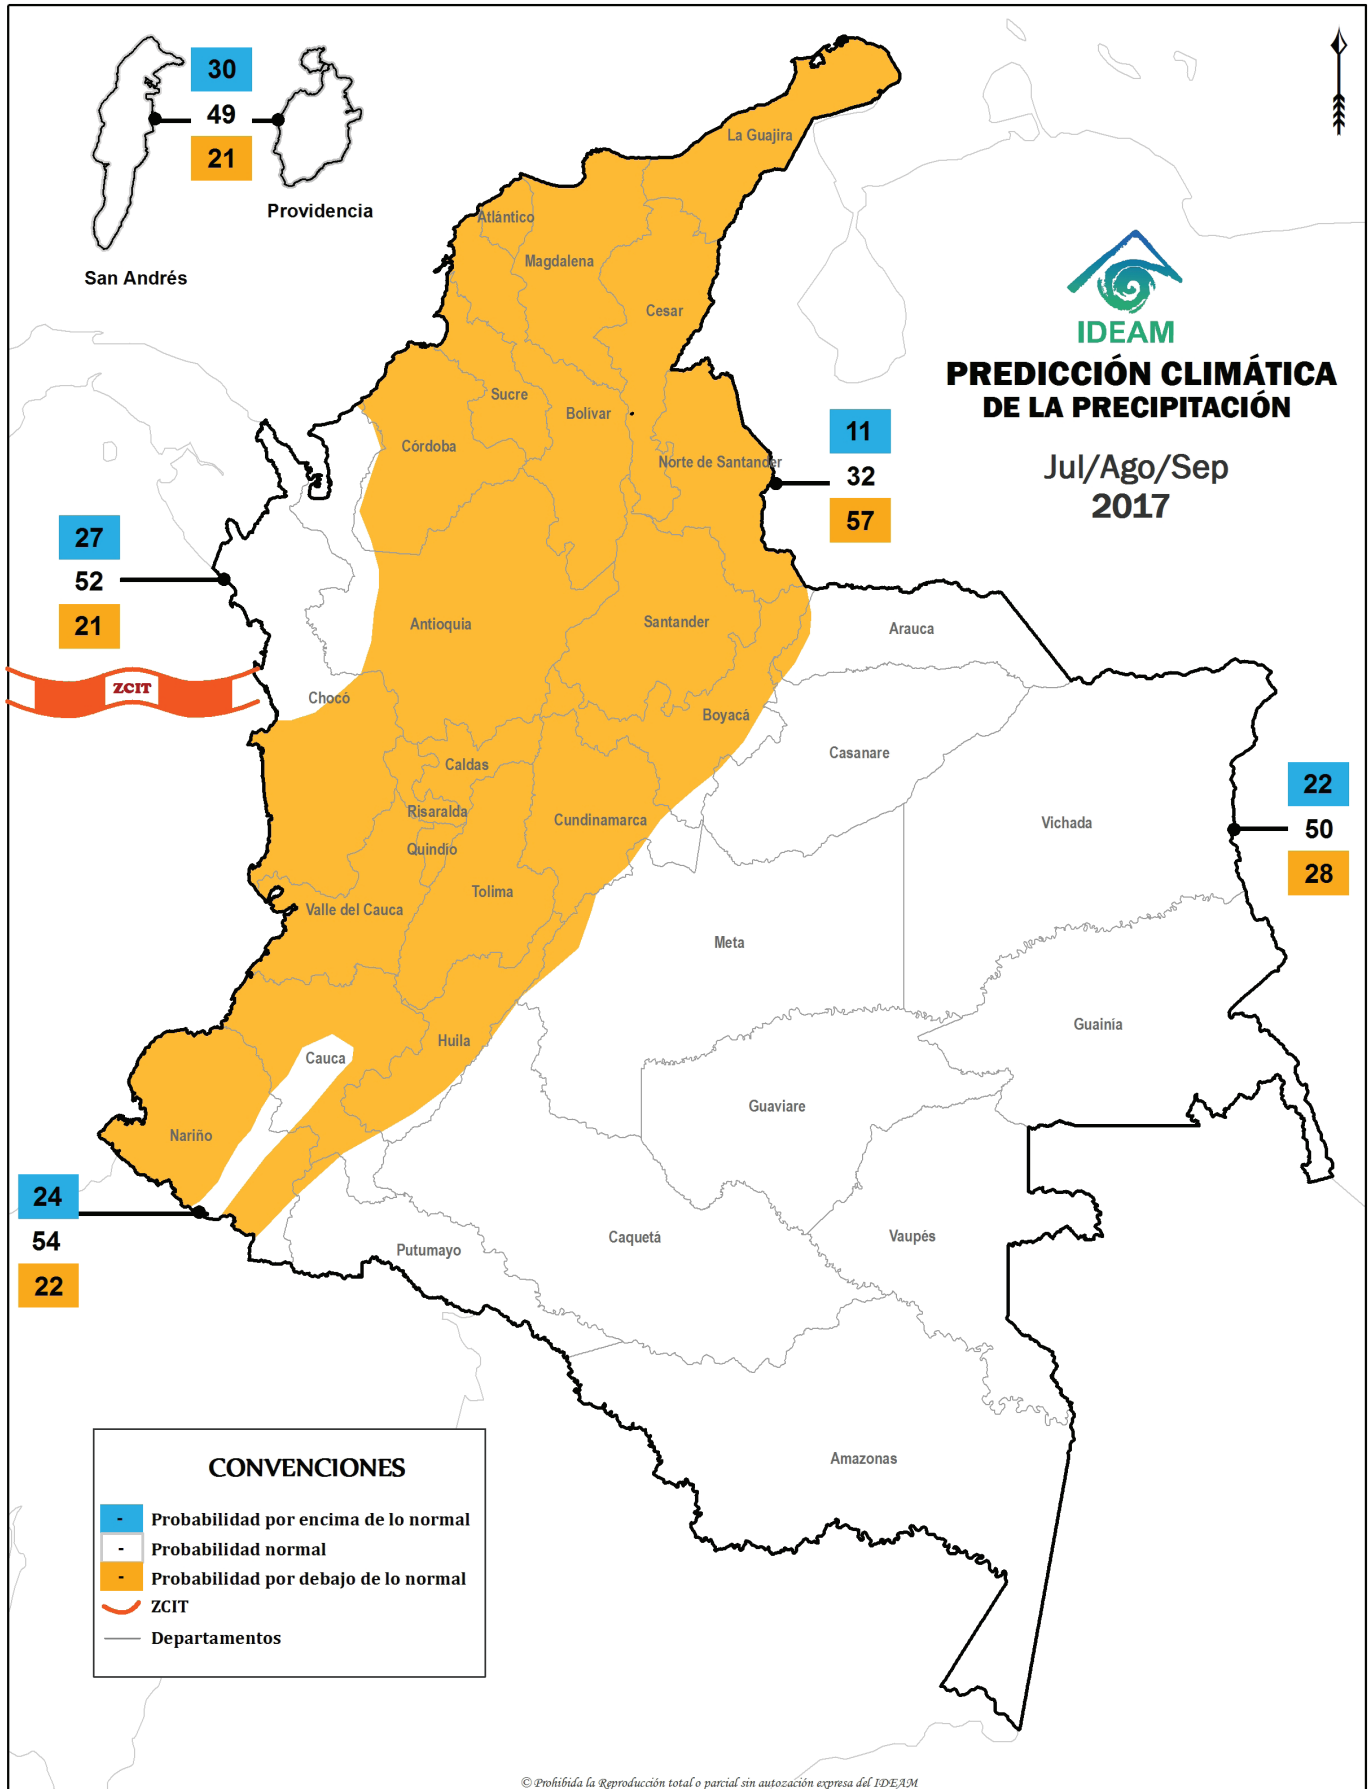 30
49
21
Providencia
San Andrés
La Guajira
Atlántico
Magdalena
Cesar
IDEAM
PREDICCIÓN CLIMÁTICA
DE LA PRECIPITACIÓN
Jul/Ago/Sep
2017
Sucre
Bolívar
Córdoba
Norte de Santander
11
32
57
27
52
21
Antioquia
Santander
Arauca
ZCIT
Chocó
Boyacá
Casanare
Caldas
Risaralda
Cundinamarca
Vichada
22
50
28
Quindío
Tolima
Valle del Cauca
Meta
Guainía
Huila
Cauca
Guaviare
Nariño
24
54
22
Putumayo
Caquetá
Vaupés
Amazonas
CONVENCIONES
- Probabilidad por encima de lo normal
- Probabilidad normal
- Probabilidad por debajo de lo normal
ZCIT
Departamentos
© Prohibida la Reproducción total o parcial sin autozación expresa del IDEAM